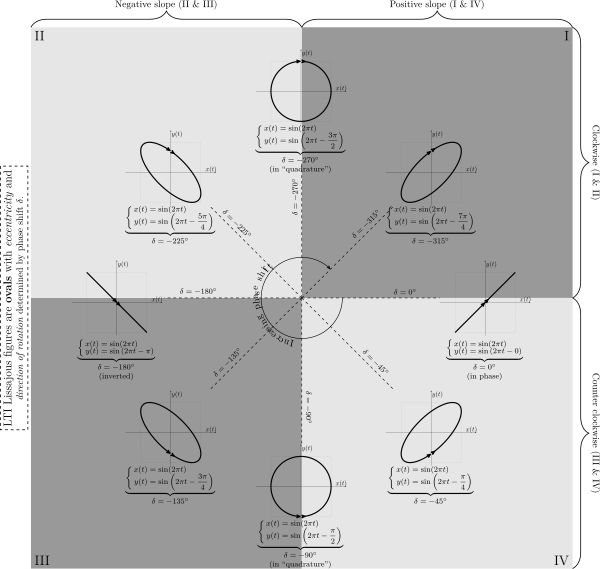 Negative slope (II & III)
Positive slope (I & IV)
II
I
y(t)
x(t)
x(t) = sin(2πt)
y(t) = sin(2πt − 3π/2)
δ = −270°
(in “quadrature”)
y(t)
x(t)
x(t) = sin(2πt)
y(t) = sin(2πt − 5π/4)
δ = −225°
y(t)
x(t)
x(t) = sin(2πt)
y(t) = sin(2πt − 7π/4)
δ = −315°
Clockwise (I & II)
LTI Lissajous figures are ovals with eccentricity and
direction of rotation determined by phase shift δ.
δ = −270°
δ = −225°
δ = −315°
Increasing phase shift
δ = −180°
δ = 0°
y(t)
x(t)
x(t) = sin(2πt)
y(t) = sin(2πt − π)
δ = −180°
(inverted)
y(t)
x(t)
x(t) = sin(2πt)
y(t) = sin(2πt − 0)
δ = 0°
(in phase)
δ = −135°
δ = −45°
δ = −90°
y(t)
x(t)
x(t) = sin(2πt)
y(t) = sin(2πt − 3π/4)
δ = −135°
y(t)
x(t)
x(t) = sin(2πt)
y(t) = sin(2πt − π/4)
δ = −45°
Counter clockwise (III & IV)
y(t)
x(t)
x(t) = sin(2πt)
y(t) = sin(2πt − π/2)
δ = −90°
(in “quadrature”)
III
IV